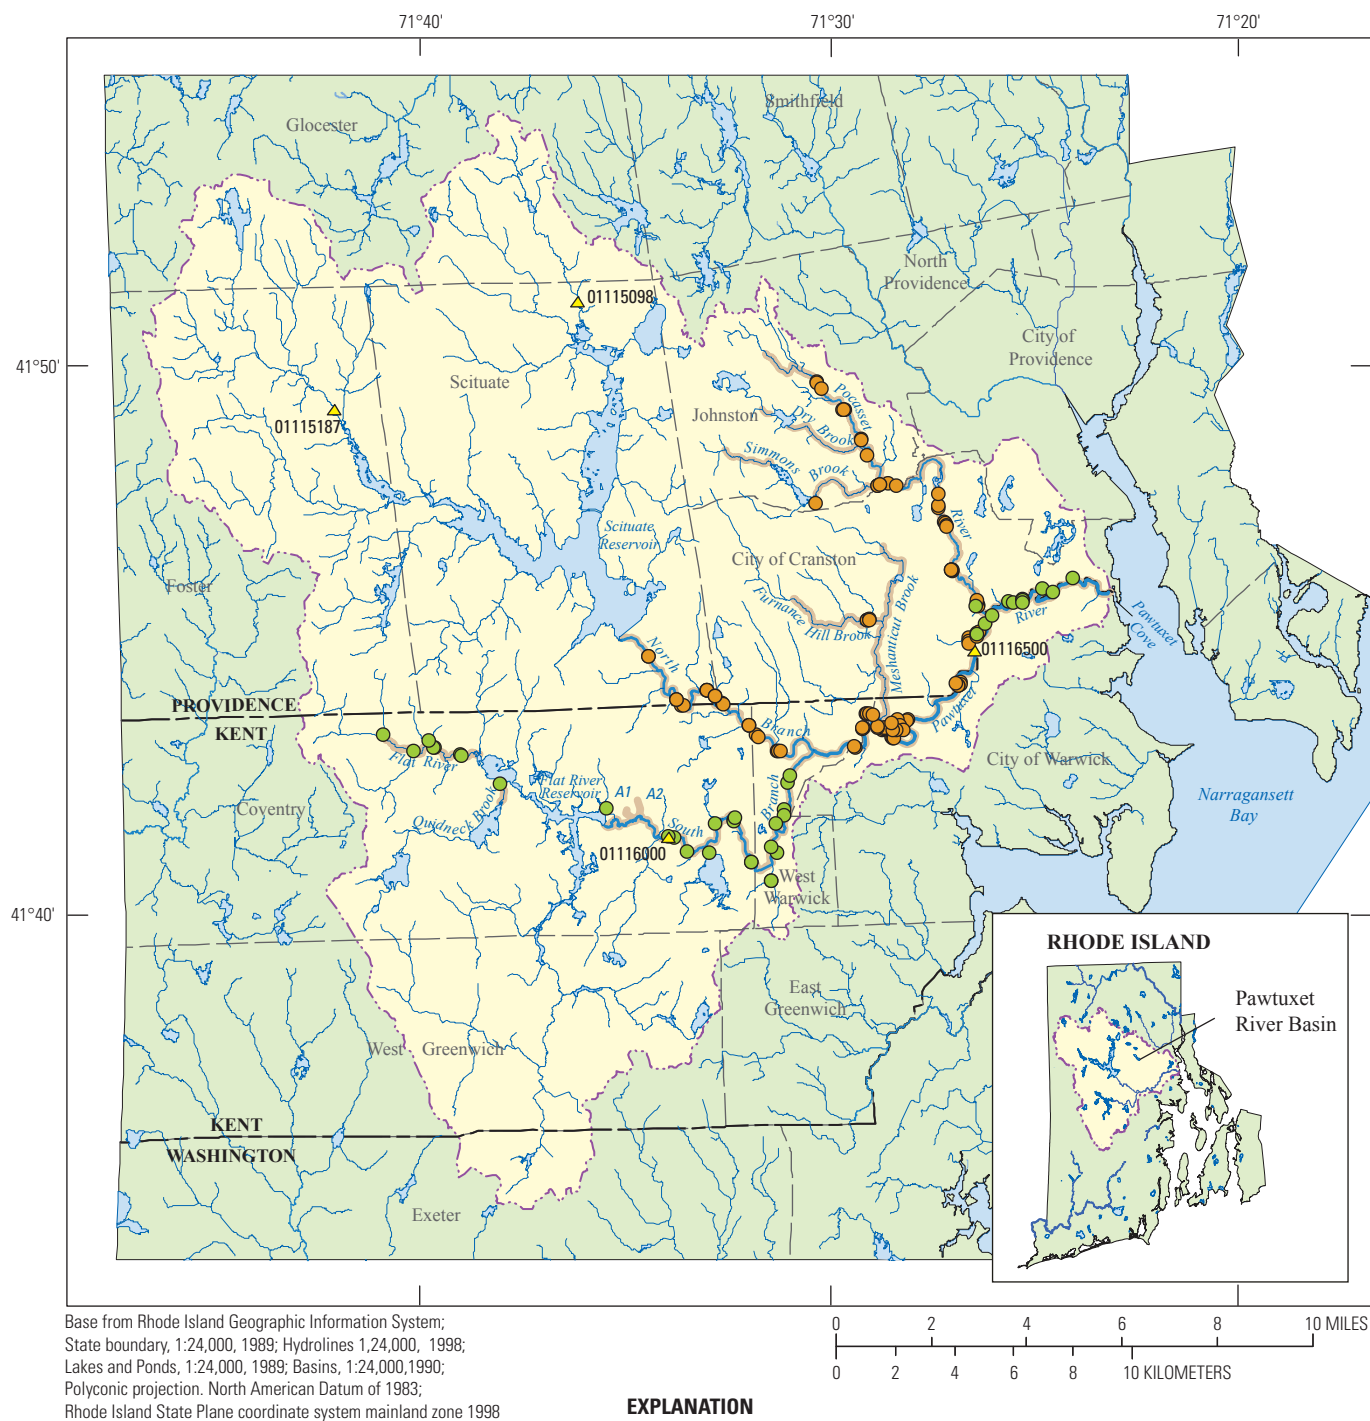 71°40'
71°30'
71°20'
Smithfield
Glocester
North
Providence
01115098
City of
Providence
41°50'
Scituate
Pocasset
Johnston
Dry Brook
01115187
Simmons
Brook
River
Scituate
Reservoir
City of Cranston
Foster
Furnance
Hill Brook
Meshanticut Brook
River
Pawtuxet
Cove
01116500
North
PROVIDENCE
KENT
Branch
Pawtuxet
Flat River
City of Warwick
Flat River
Reservoir
A1
A2
Branch
Narragansett
Bay
Coventry
Quidneck Brook
South
01116000
West
Warwick
41°40'
RHODE ISLAND
East
Greenwich
Pawtuxet
River Basin
West Greenwich
KENT
WASHINGTON
Exeter
Base from Rhode Island Geographic Information System;
State boundary, 1:24,000, 1989; Hydrolines 1,24,000, 1998;
Lakes and Ponds, 1:24,000, 1989; Basins, 1:24,000,1990;
Polyconic projection. North American Datum of 1983;
Rhode Island State Plane coordinate system mainland zone 1998
0 2 4 6 8 10 MILES
0 2 4 6 8 10 KILOMETERS
EXPLANATION